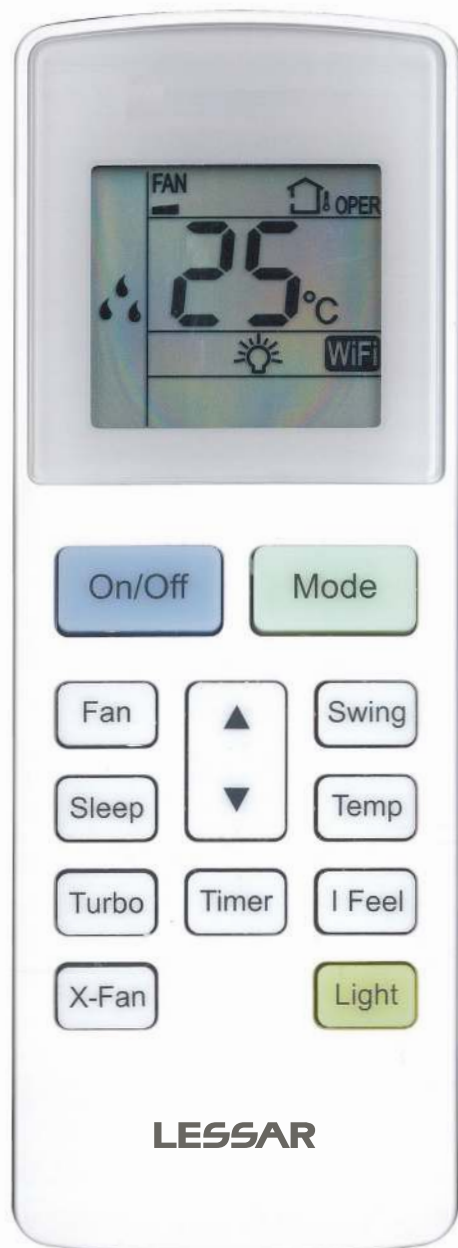 FAN
OPER
25°C
WiFi
On/Off Mode
Fan ▲ Swing
Sleep ▼ Temp
Turbo Timer I Feel
X-Fan Light
LESSAR